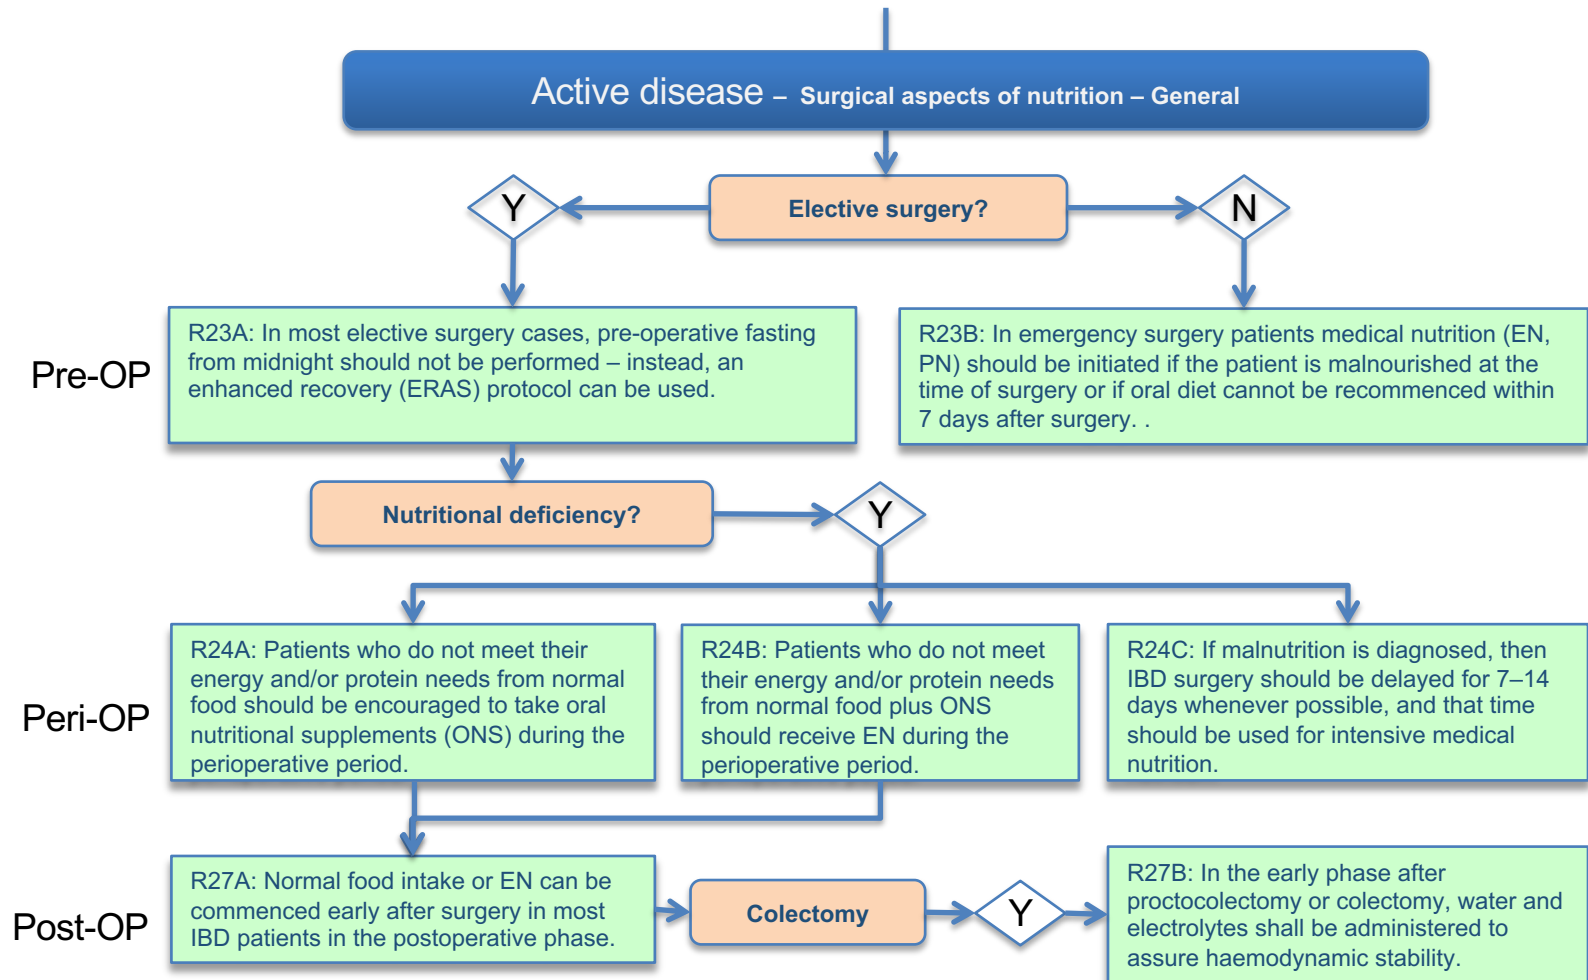 Active disease – Surgical aspects of nutrition – General
Elective surgery?
Y
N
Pre-OP
R23A: In most elective surgery cases, pre-operative fasting
from midnight should not be performed – instead, an
enhanced recovery (ERAS) protocol can be used.
R23B: In emergency surgery patients medical nutrition (EN,
PN) should be initiated if the patient is malnourished at the
time of surgery or if oral diet cannot be recommenced within
7 days after surgery. .
Nutritional deficiency?
Y
Peri-OP
R24A: Patients who do not meet their
energy and/or protein needs from normal
food should be encouraged to take oral
nutritional supplements (ONS) during the
perioperative period.
R24B: Patients who do not meet
their energy and/or protein needs
from normal food plus ONS
should receive EN during the
perioperative period.
R24C: If malnutrition is diagnosed, then
IBD surgery should be delayed for 7–14
days whenever possible, and that time
should be used for intensive medical
nutrition.
Post-OP
R27A: Normal food intake or EN can be
commenced early after surgery in most
IBD patients in the postoperative phase.
Colectomy
Y
R27B: In the early phase after
proctocolectomy or colectomy, water and
electrolytes shall be administered to
assure haemodynamic stability.